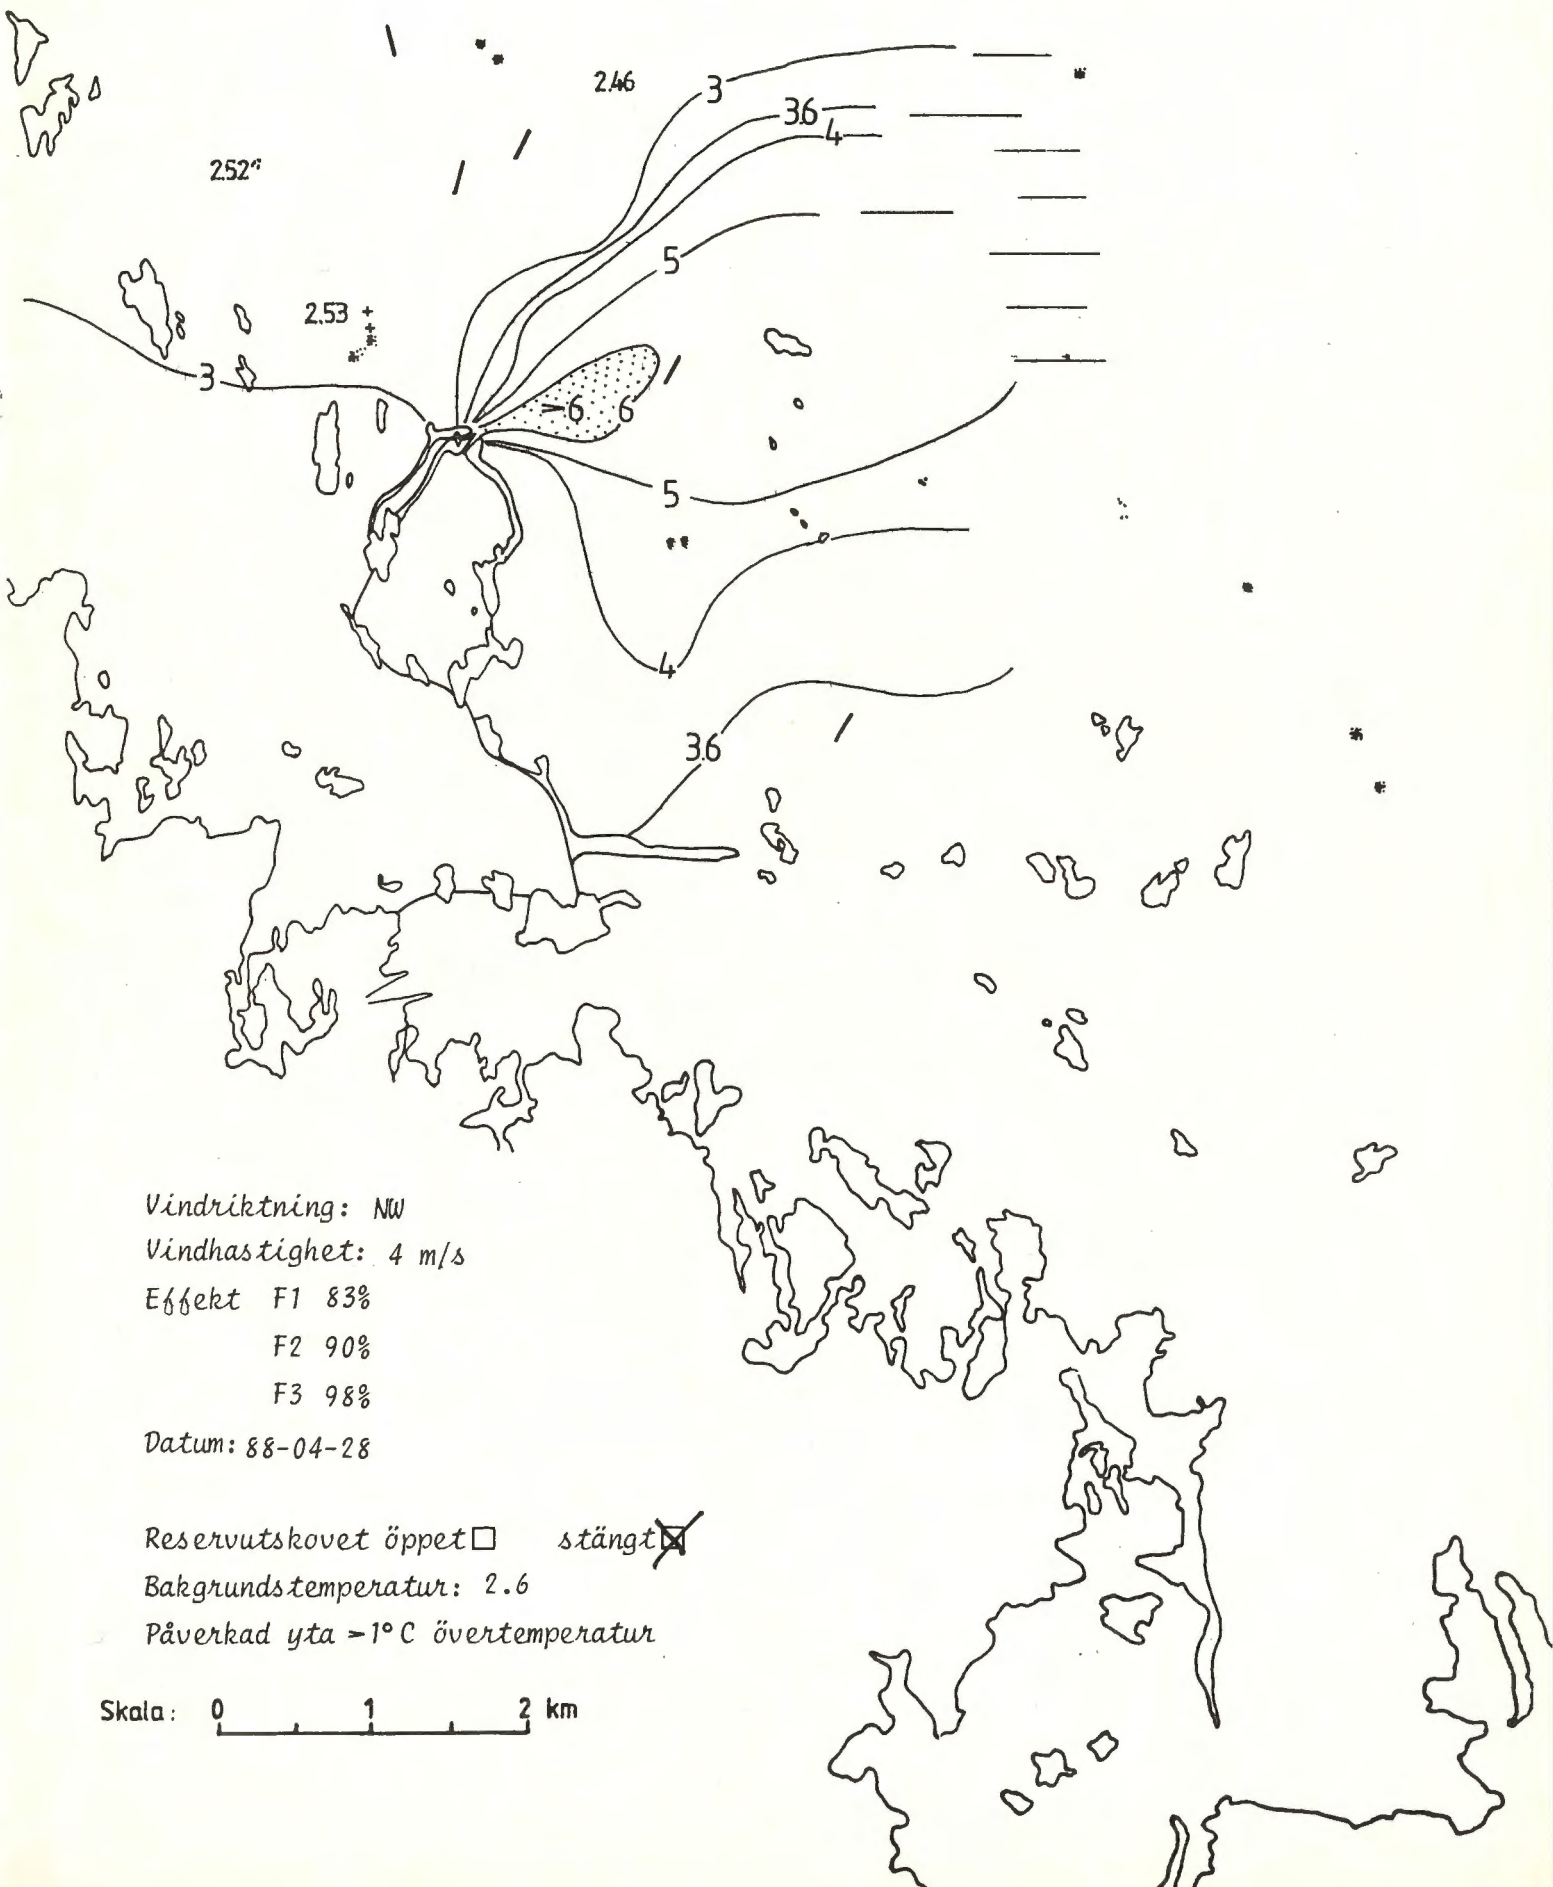 2.46
3
3.6
4
2.52
5
2.53
3
>6 6
5
4
3.6
Vindriktning: NW
Vindhastighet: 4 m/s
Effekt F1 83%
F2 90%
F3 98%
Datum: 88-04-28
Reservutskovet öppet □ stängt ☒
Bakgrundstemperatur: 2.6
Påverkad yta >1°C övertemperatur
Skala: 0 1 2 km